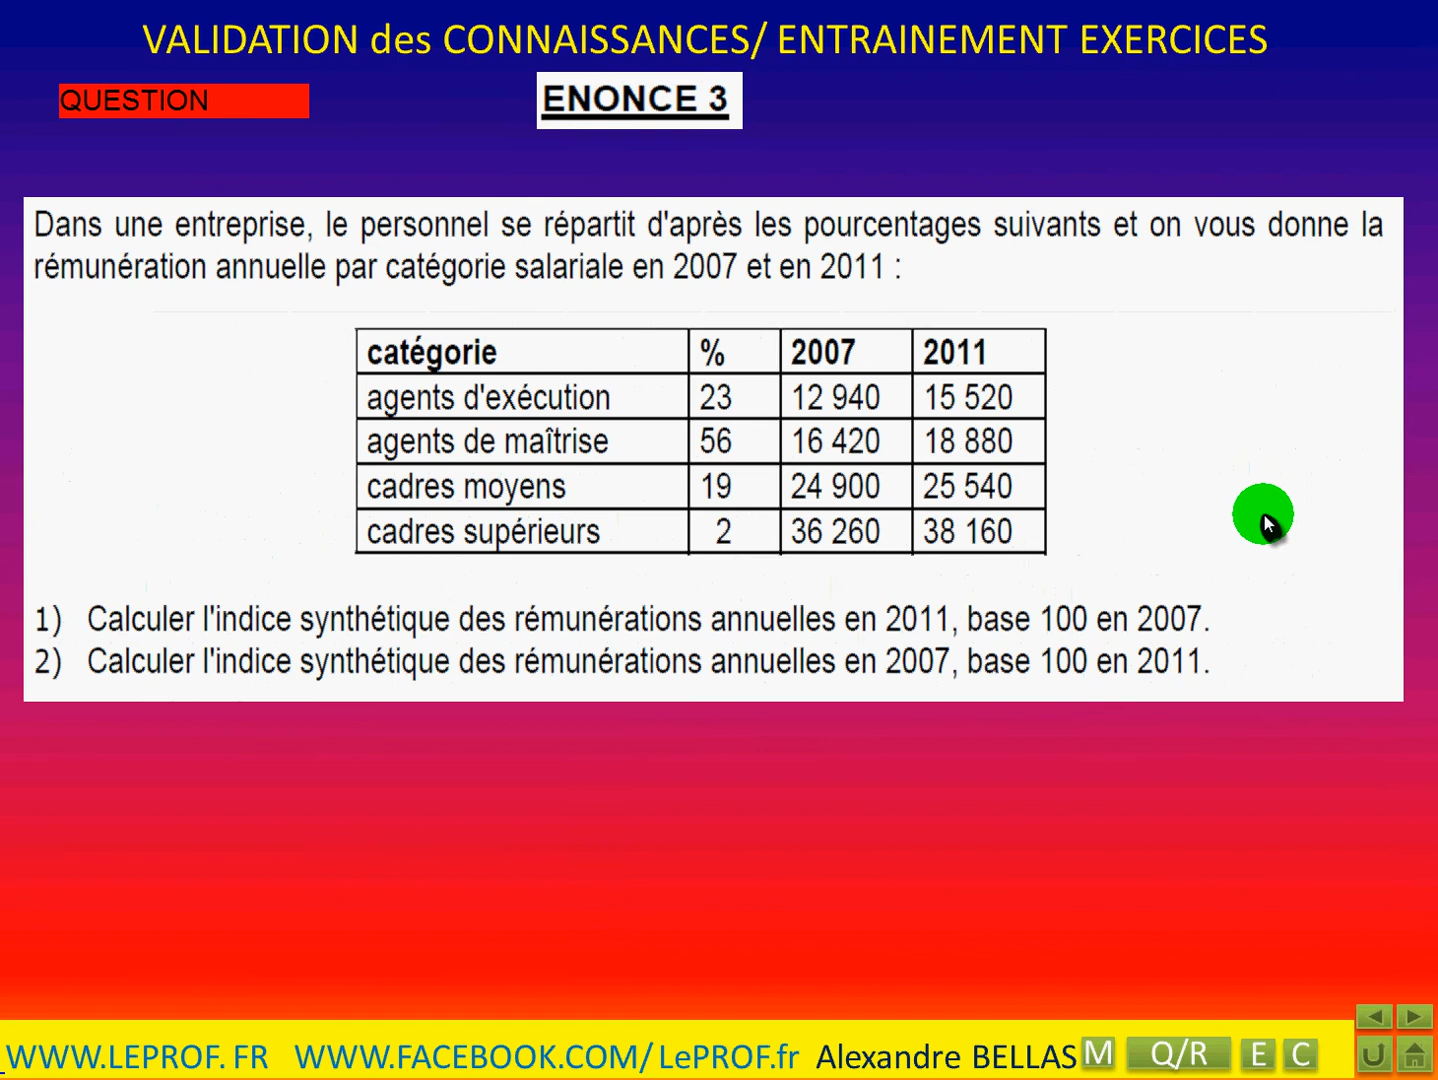 VALIDATION des CONNAISSANCES/ ENTRAINEMENT EXERCICES
QUESTION
ENONCE 3
Dans une entreprise, le personnel se répartit d'après les pourcentages suivants et on vous donne la
rémunération annuelle par catégorie salariale en 2007 et en 2011 :
catégorie % 2007 2011
agents d'exécution 23 12 940 15 520
agents de maîtrise 56 16 420 18 880
cadres moyens 19 24 900 25 540
cadres supérieurs 2 36 260 38 160
1) Calculer l'indice synthétique des rémunérations annuelles en 2011, base 100 en 2007.
2) Calculer l'indice synthétique des rémunérations annuelles en 2007, base 100 en 2011.
WWW.LEPROF. FR WWW.FACEBOOK.COM/ LePROF.fr Alexandre BELLAS M Q/R E C